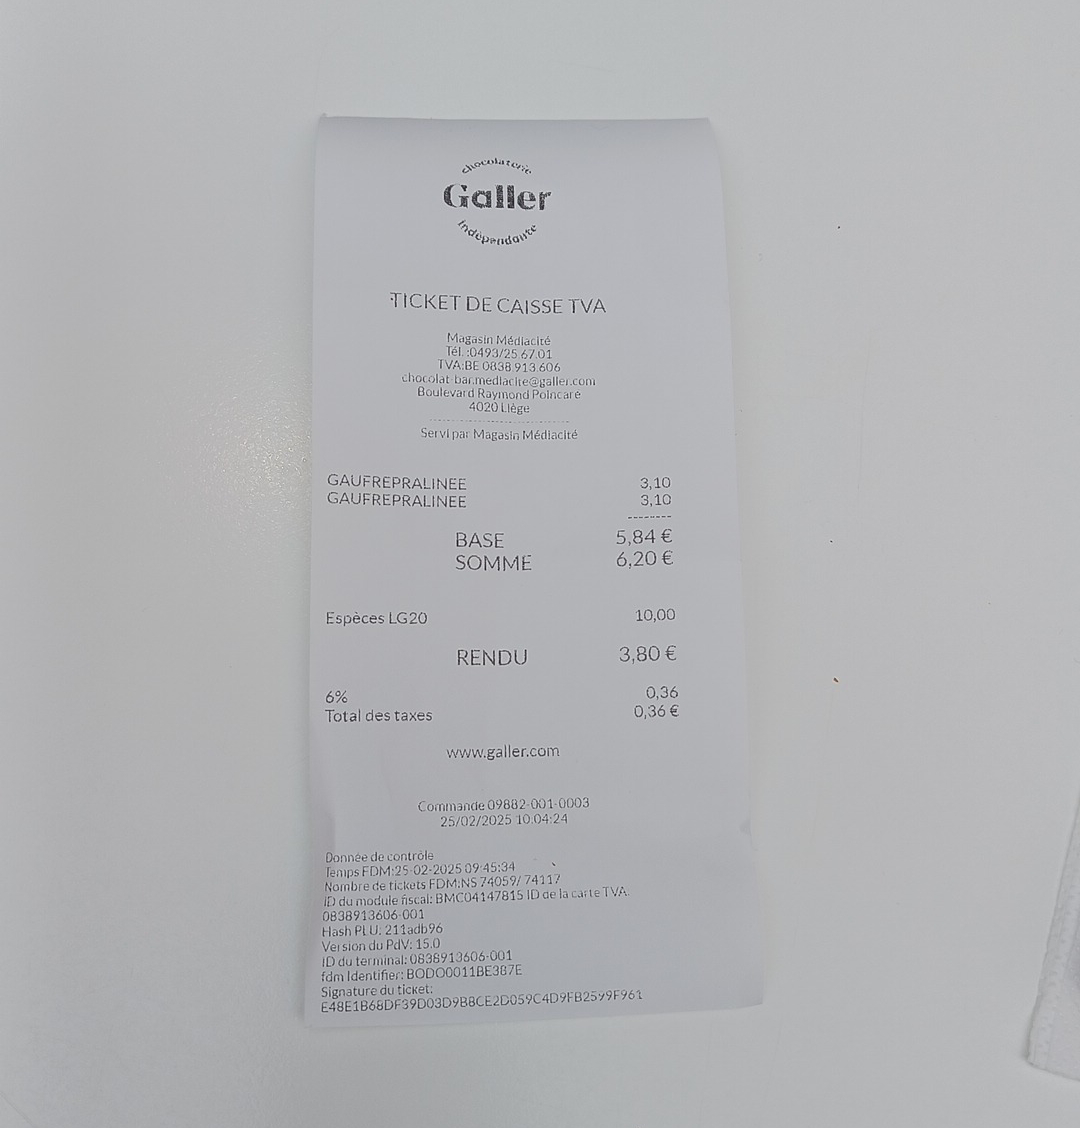 chocolaterie
Galler
Indépendante
TICKET DE CAISSE TVA
Magasin Médiacité
Tél. :0493/25.67.01
TVA:BE 0838.913.606
chocolat-bar.mediacite@galler.com
Boulevard Raymond Poincaré
4020 Liège
Servi par Magasin Médiacité
GAUFREPRALINEE 3,10
GAUFREPRALINEE 3,10
BASE 5,84 €
SOMME 6,20 €
Espèces LG20 10,00
RENDU 3,80 €
6% 0,36
Total des taxes 0,36 €
www.galler.com
Commande 09882-001-0003
25/02/2025 10:04:24
Donnée de contrôle
Temps FDM:25-02-2025 09:45:34
Nombre de tickets FDM:NS 74059/ 74117
ID du module fiscal: BMC04147815 ID de la carte TVA:
0838913606-001
Hash PLU: 211adb96
Version du PdV: 15.0
ID du terminal: 0838913606-001
fdm Identifier: BODO0011BE387E
Signature du ticket:
E48E1B68DF39D03D9B8CE2D059C4D9FB2599F961